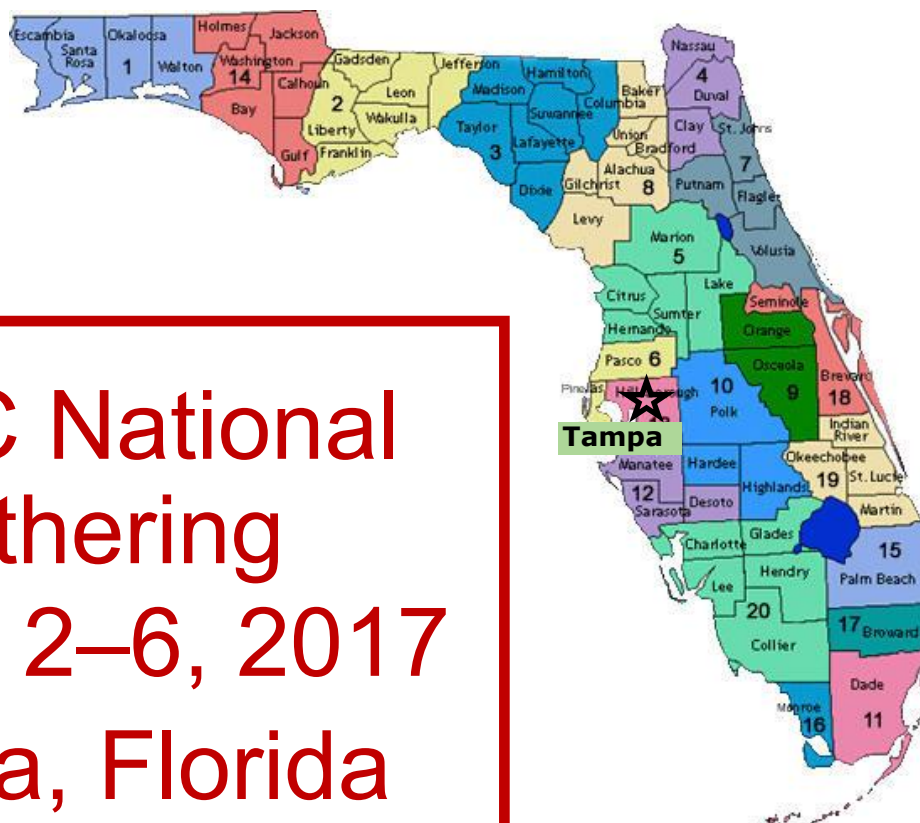 Escambia
Santa
Rosa
Okaloosa
1
Walton
Holmes
Jackson
Washington
14
Calhoun
Bay
Gulf
Gadsden
2
Leon
Liberty
Wakulla
Franklin
Jefferson
Madison
Hamilton
Taylor
3
Suwannee
Columbia
Lafayette
Dixie
Baker
Union
Bradford
Alachua
Gilchrist
8
Levy
Nassau
4
Duval
Clay
St. Johns
7
Putnam
Flagler
Volusia
Marion
5
Citrus
Lake
Sumter
Hernando
Seminole
Orange
Pasco 6
Osceola
9
Brevard
18
10
Polk
Tampa
Indian
River
Okeechobee
19
St. Lucie
Martin
Manatee
12
Sarasota
Hardee
Desoto
Highlands
Charlotte
Glades
15
Palm Beach
Lee
Hendry
20
Collier
17 Broward
Dade
11
Monroe
16
C National
thering
2–6, 2017
a, Florida